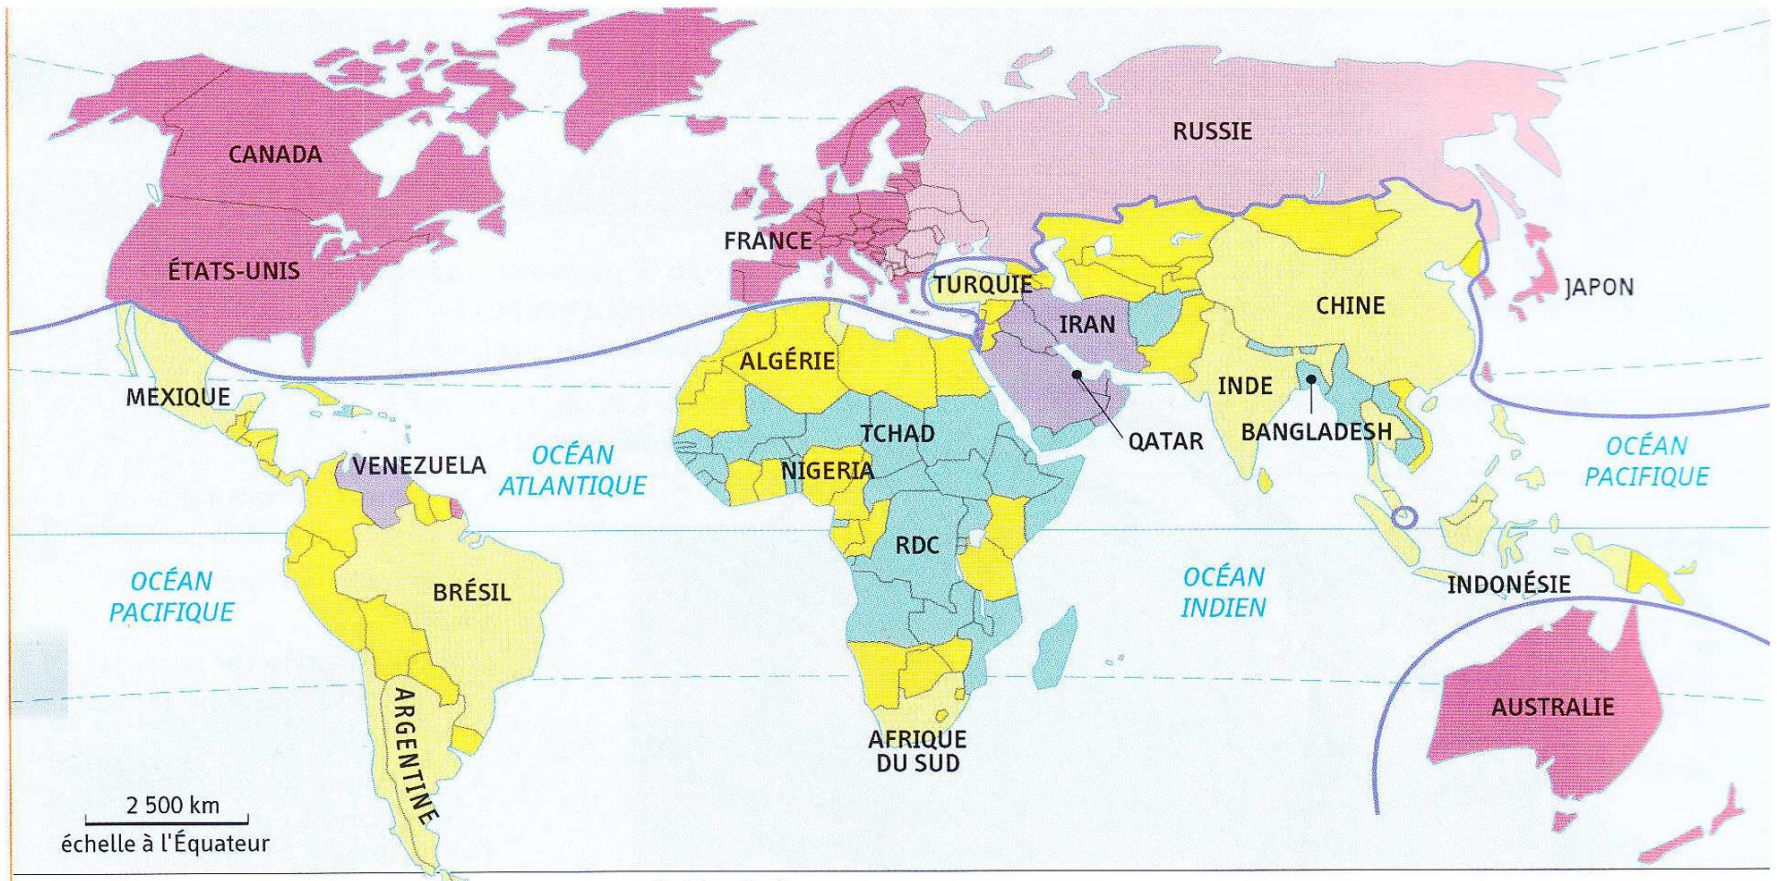 RUSSIE
CANADA
FRANCE
ÉTATS-UNIS
TURQUIE
JAPON
CHINE
IRAN
ALGÉRIE
INDE
MEXIQUE
TCHAD
QATAR
BANGLADESH
VENEZUELA
NIGERIA
OCÉAN
ATLANTIQUE
OCÉAN
PACIFIQUE
RDC
OCÉAN
PACIFIQUE
BRÉSIL
OCÉAN
INDIEN
INDONÉSIE
ARGENTINE
AUSTRALIE
AFRIQUE
DU SUD
2 500 km
échelle à l'Équateur